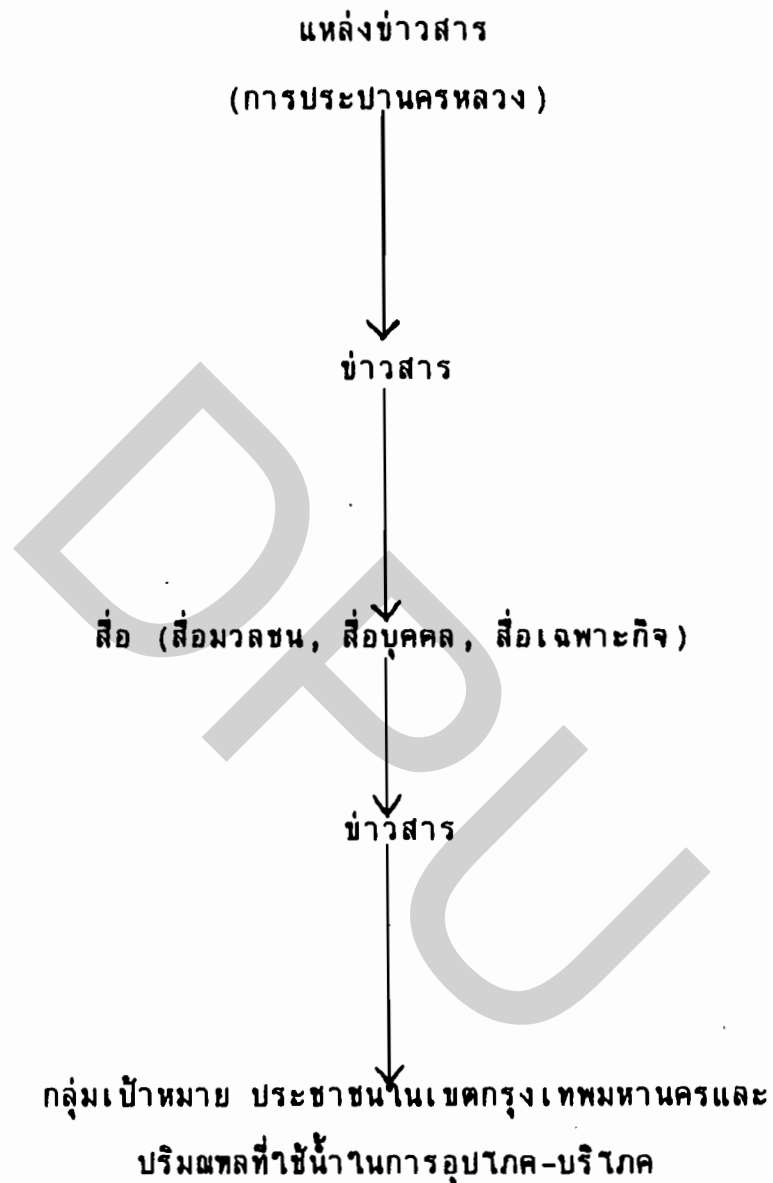 แหล่งข่าวสาร
(การประปานครหลวง)
ข่าวสาร
สื่อ (สื่อมวลชน, สื่อบุคคล, สื่อเฉพาะกิจ)
ข่าวสาร
กลุ่มเป้าหมาย ประชาชนในเขตกรุงเทพมหานครและ
ปริมณฑลที่ใช้น้ำในการอุปโภค-บริโภค
DPU